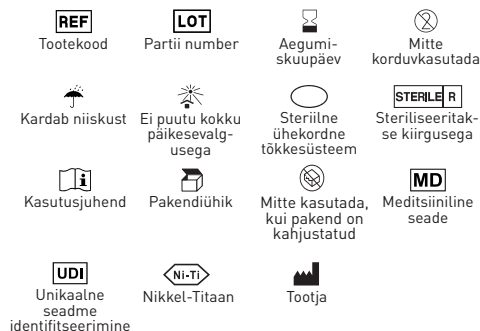 REF
Tootekood
LOT
Partii number
Aegumi-
skuupäev
2
Mitte
korduvkasutada
Kardab niiskust
Ei puutu kokku
päikesevalg-
usega
Steriilne
ühekordne
tõkkesüsteem
STERILE R
Steriliseeritak-
se kiirgusega
i
Kasutusjuhend
Pakendiühik
Mitte kasutada,
kui pakend on
kahjustatud
MD
Meditsiiniline
seade
UDI
Unikaalne
seadme
identifitseerimine
Ni-Ti
Nikkel-Titaan
Tootja